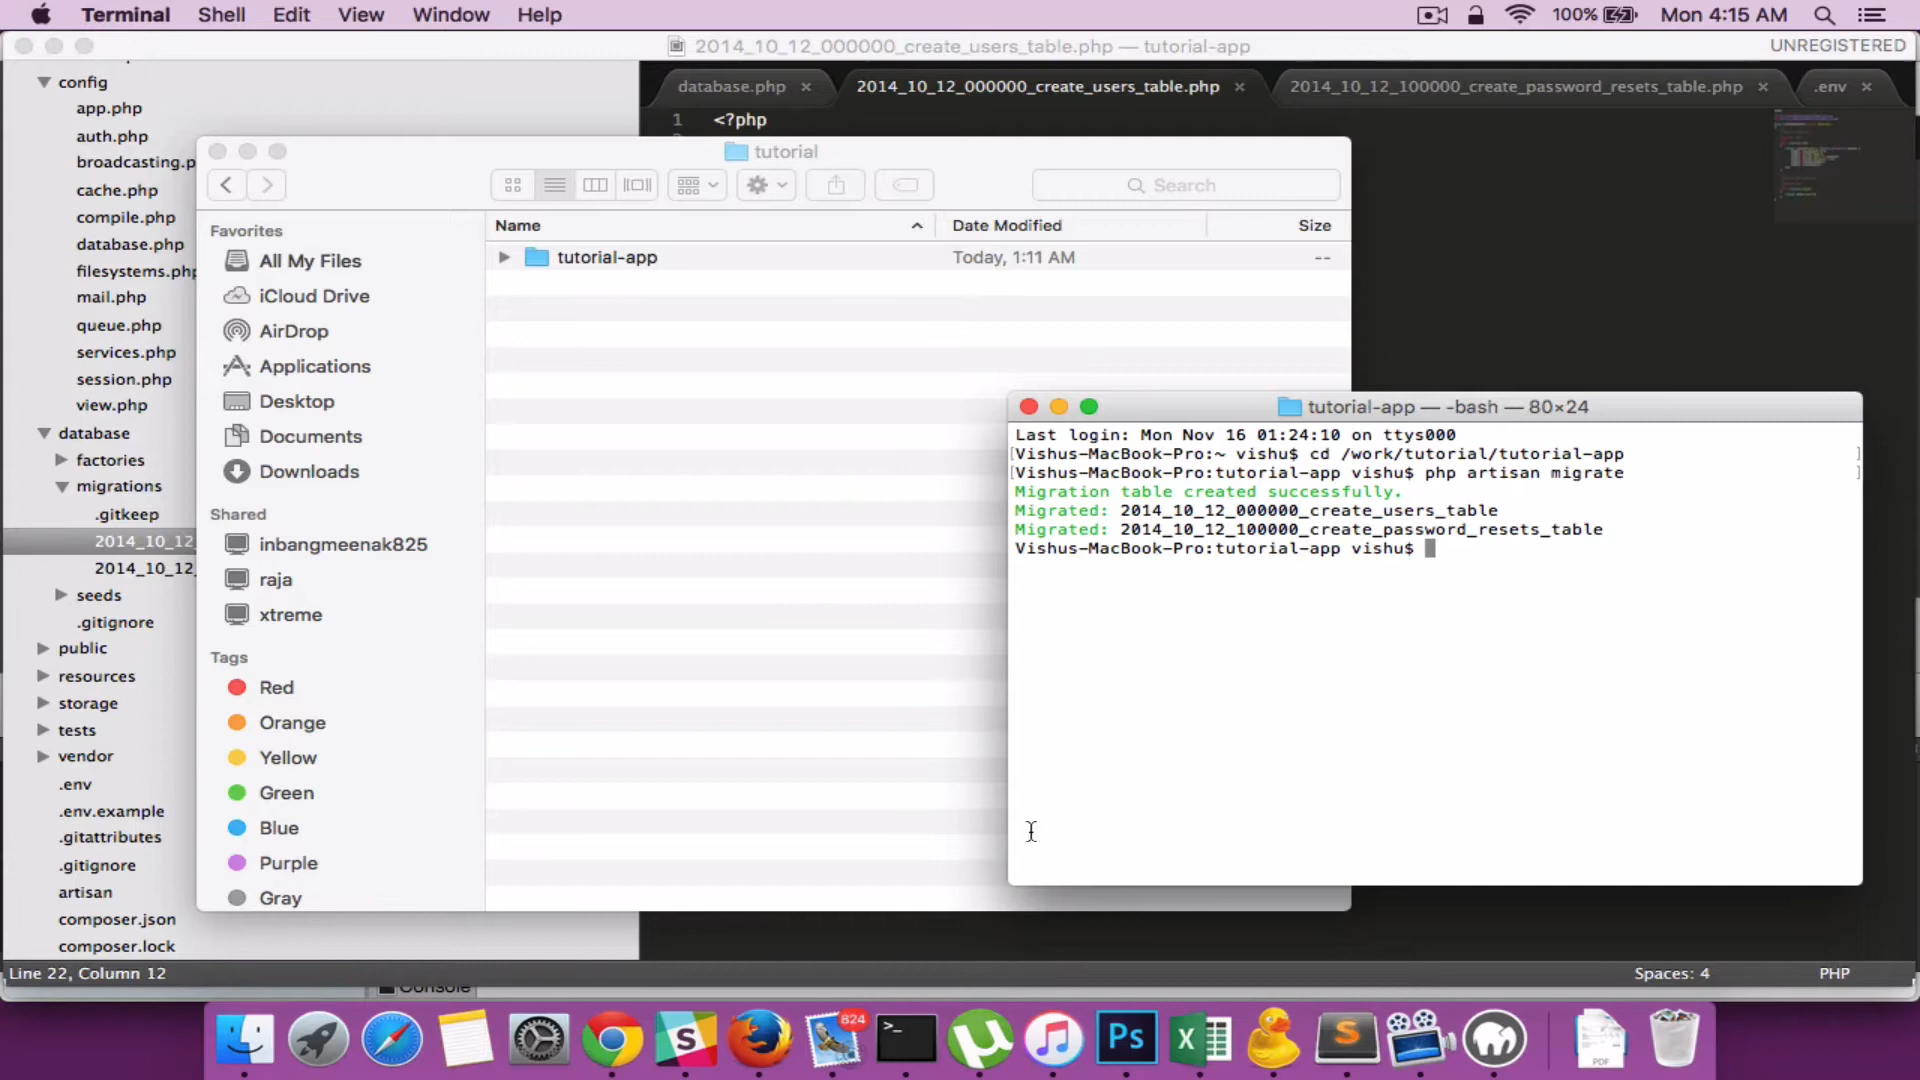 Terminal Shell Edit View Window Help 100% Mon 4:15 AM
2014_10_12_000000_create_users_table.php — tutorial-app UNREGISTERED
database.php × 2014_10_12_000000_create_users_table.php × 2014_10_12_100000_create_password_resets_table.php × .env ×
1 <?php
config
app.php
auth.php
broadcasting.p
cache.php
compile.php
database.php
filesystems.php
mail.php
queue.php
services.php
session.php
view.php
database
factories
migrations
.gitkeep
2014_10_12_
2014_10_12_
seeds
.gitignore
public
resources
storage
tests
vendor
.env
.env.example
.gitattributes
.gitignore
artisan
composer.json
composer.lock
tutorial
Search
Favorites
All My Files
iCloud Drive
AirDrop
Applications
Desktop
Documents
Downloads
Shared
inbangmeenak825
raja
xtreme
Tags
Red
Orange
Yellow
Green
Blue
Purple
Gray
Name Date Modified Size
tutorial-app Today, 1:11 AM --
tutorial-app — -bash — 80×24
Last login: Mon Nov 16 01:24:10 on ttys000
[Vishus-MacBook-Pro:~ vishu$ cd /work/tutorial/tutorial-app ]
[Vishus-MacBook-Pro:tutorial-app vishu$ php artisan migrate ]
Migration table created successfully.
Migrated: 2014_10_12_000000_create_users_table
Migrated: 2014_10_12_100000_create_password_resets_table
Vishus-MacBook-Pro:tutorial-app vishu$
Line 22, Column 12 Spaces: 4 PHP
Console
824
Ps
PDF